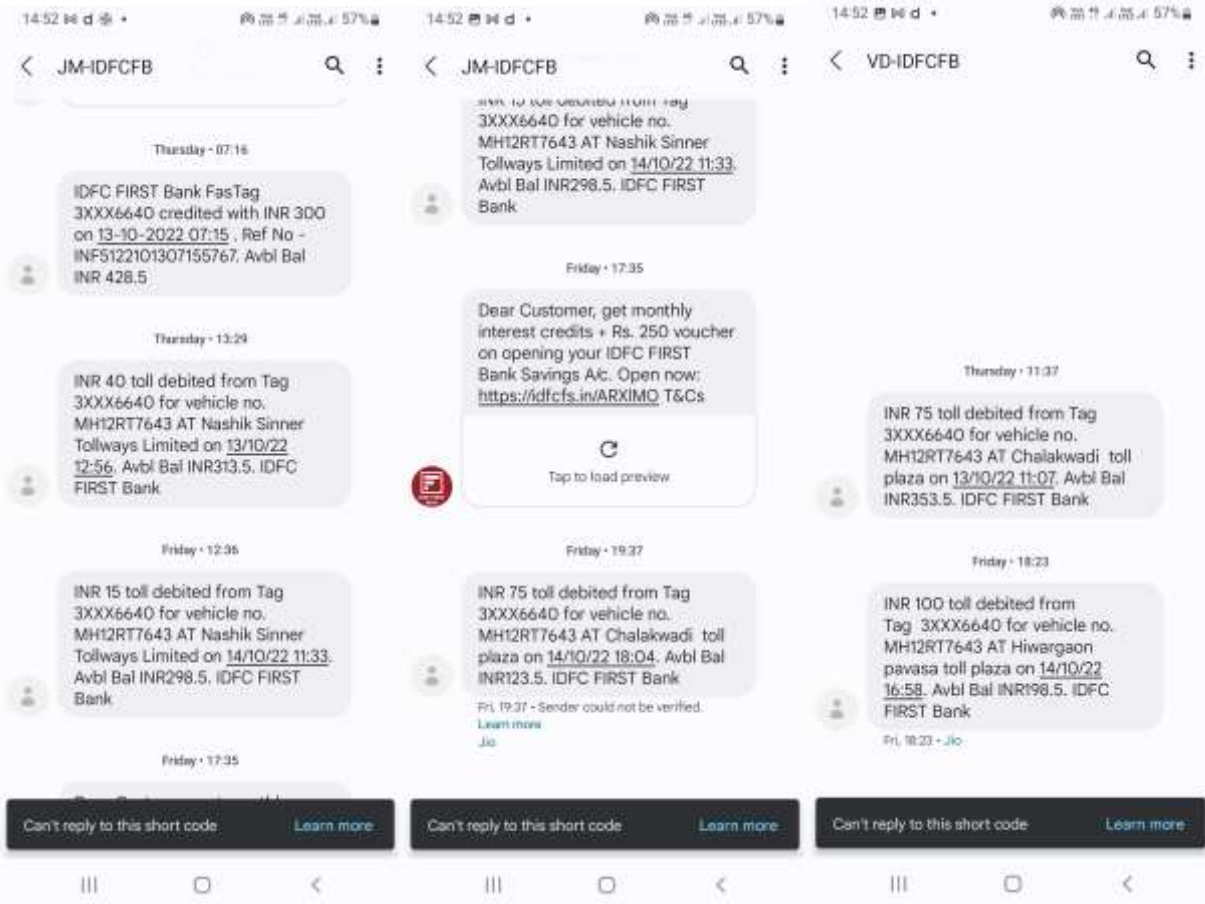 14:52
57%
JM-IDFCFB
Thursday • 07:16
IDFC FIRST Bank FasTag
3XXX6640 credited with INR 300
on 13-10-2022 07:15 . Ref No -
INF5122101307155767. Avbl Bal
INR 428.5
Thursday • 13:29
INR 40 toll debited from Tag
3XXX6640 for vehicle no.
MH12RT7643 AT Nashik Sinner
Tollways Limited on 13/10/22
12:56. Avbl Bal INR313.5. IDFC
FIRST Bank
Friday • 12:36
INR 15 toll debited from Tag
3XXX6640 for vehicle no.
MH12RT7643 AT Nashik Sinner
Tollways Limited on 14/10/22 11:33.
Avbl Bal INR298.5. IDFC FIRST
Bank
Friday • 17:35
Can't reply to this short code
Learn more
14:52
57%
JM-IDFCFB
INR 15 toll debited from Tag
3XXX6640 for vehicle no.
MH12RT7643 AT Nashik Sinner
Tollways Limited on 14/10/22 11:33.
Avbl Bal INR298.5. IDFC FIRST
Bank
Friday • 17:35
Dear Customer, get monthly
interest credits + Rs. 250 voucher
on opening your IDFC FIRST
Bank Savings A/c. Open now:
https://idfcfs.in/ARXIMO T&Cs
Tap to load preview
Friday • 19:37
INR 75 toll debited from Tag
3XXX6640 for vehicle no.
MH12RT7643 AT Chalakwadi toll
plaza on 14/10/22 18:04. Avbl Bal
INR123.5. IDFC FIRST Bank
Fri, 19:37 • Sender could not be verified.
Learn more
Jio
Can't reply to this short code
Learn more
14:52
57%
VD-IDFCFB
Thursday • 11:37
INR 75 toll debited from Tag
3XXX6640 for vehicle no.
MH12RT7643 AT Chalakwadi toll
plaza on 13/10/22 11:07. Avbl Bal
INR353.5. IDFC FIRST Bank
Friday • 18:23
INR 100 toll debited from
Tag 3XXX6640 for vehicle no.
MH12RT7643 AT Hiwargaon
pavasa toll plaza on 14/10/22
16:58. Avbl Bal INR198.5. IDFC
FIRST Bank
Fri, 18:23 • Jio
Can't reply to this short code
Learn more